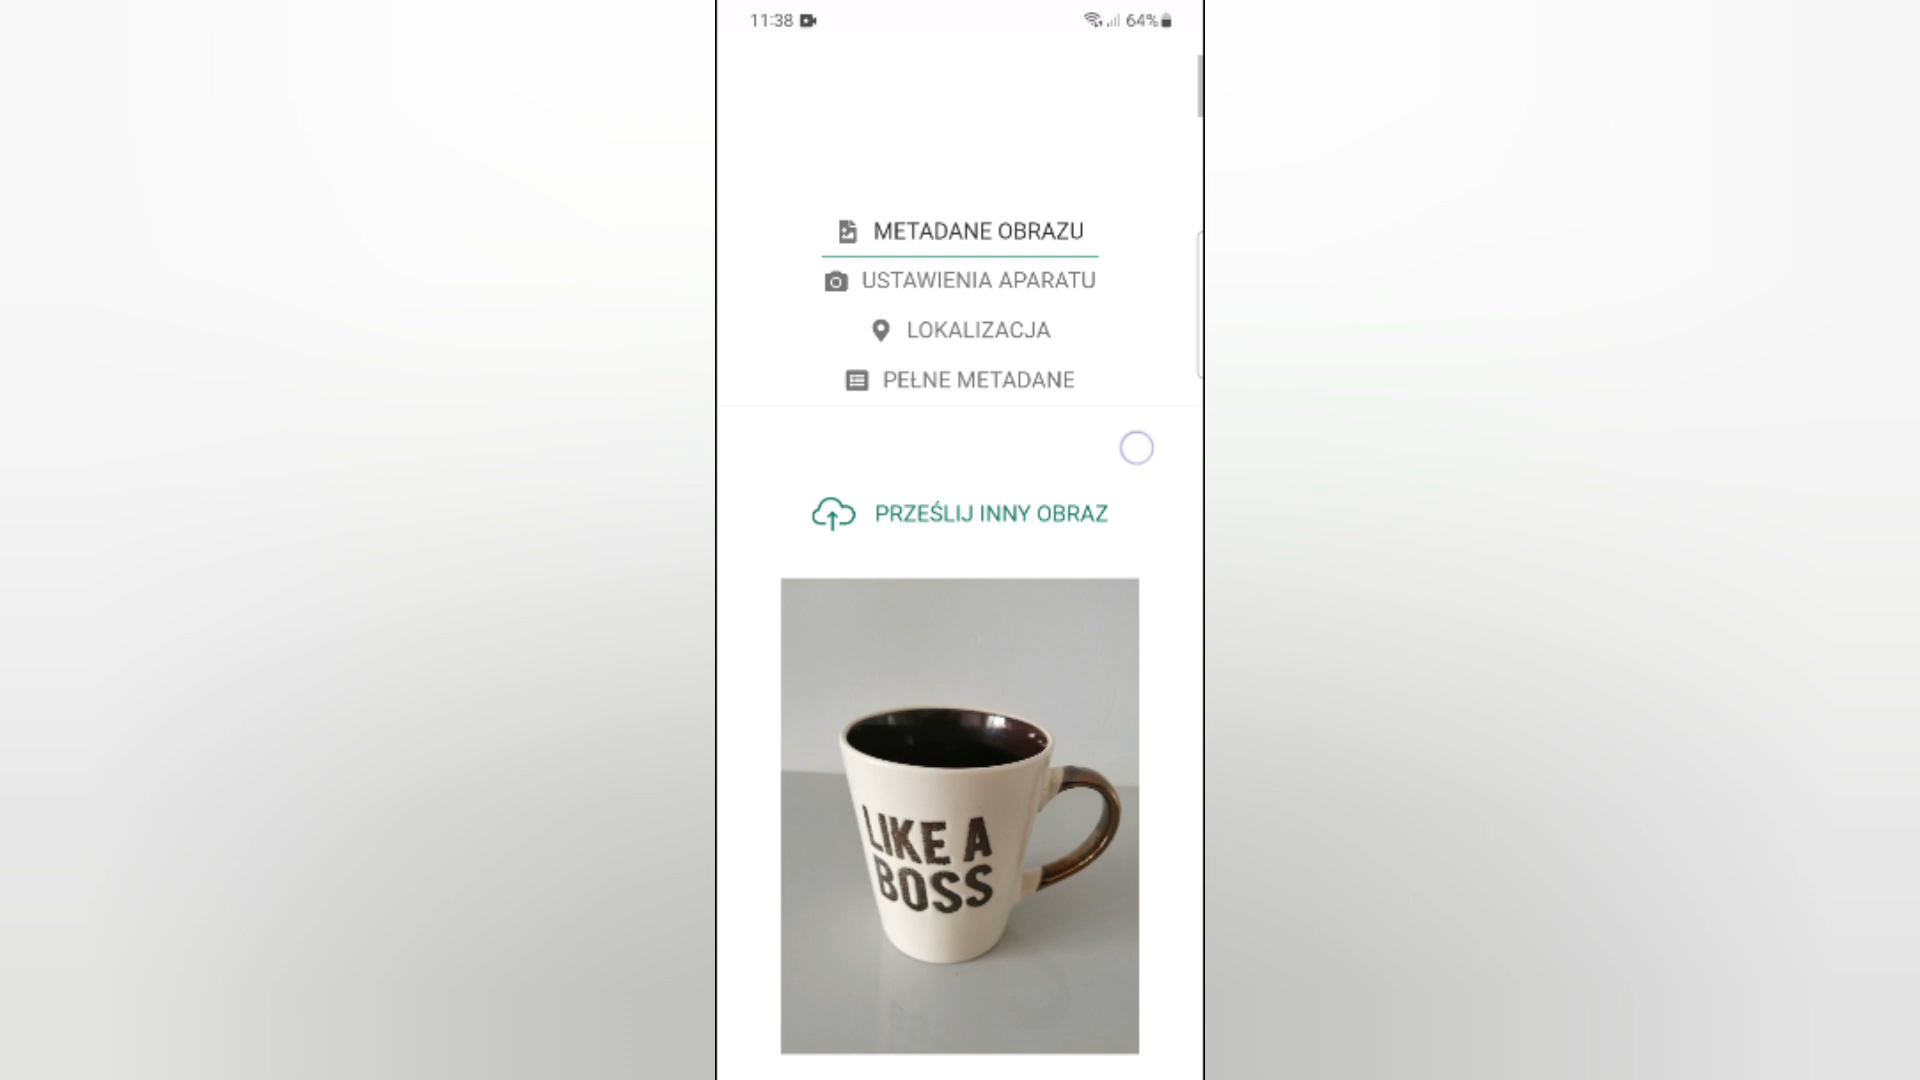 11:38
64%
METADANE OBRAZU
USTAWIENIA APARATU
LOKALIZACJA
PEŁNE METADANE
PRZEŚLIJ INNY OBRAZ
LIKE A
BOSS